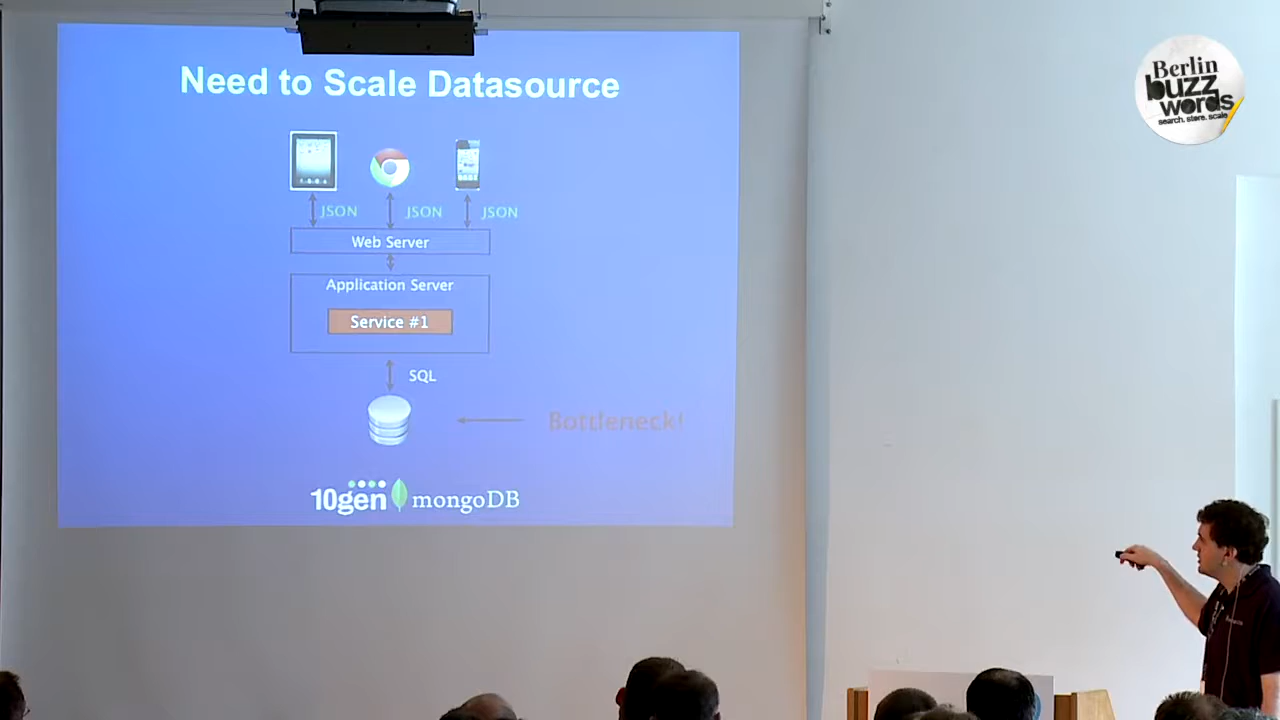 Need to Scale Datasource
JSON
JSON
JSON
Web Server
Application Server
Service #1
SQL
Bottleneck!
10gen mongoDB
Berlin
buzz
words
search. store. scale